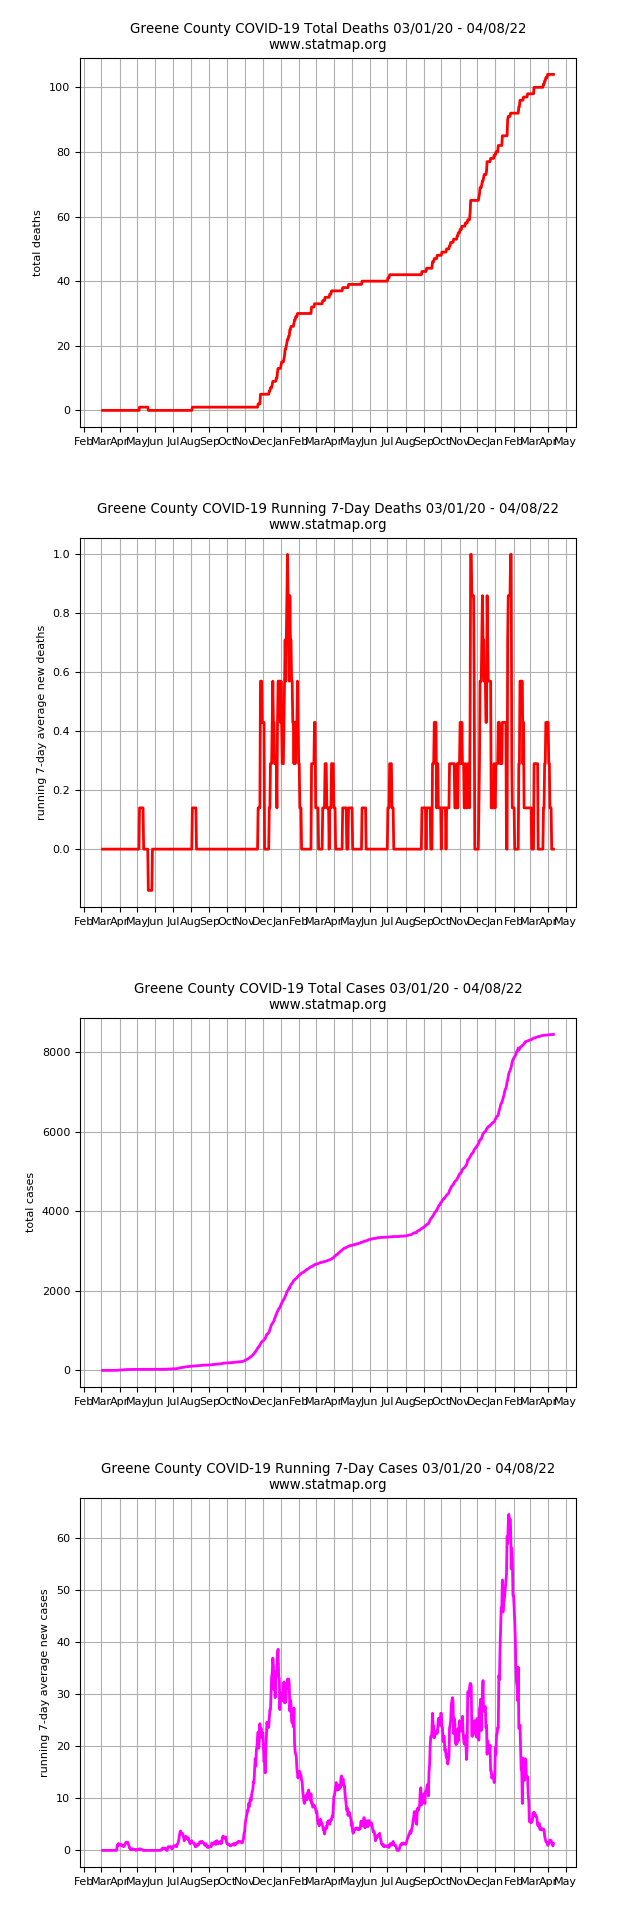 Greene County COVID-19 Total Deaths 03/01/20 - 04/08/22
www.statmap.org
100
80
60
40
20
0
total deaths
Feb Mar Apr May Jun Jul Aug Sep Oct Nov Dec Jan Feb Mar Apr May Jun Jul Aug Sep Oct Nov Dec Jan Feb Mar Apr May
Greene County COVID-19 Running 7-Day Deaths 03/01/20 - 04/08/22
www.statmap.org
1.0
0.8
0.6
0.4
0.2
0.0
running 7-day average new deaths
Feb Mar Apr May Jun Jul Aug Sep Oct Nov Dec Jan Feb Mar Apr May Jun Jul Aug Sep Oct Nov Dec Jan Feb Mar Apr May
Greene County COVID-19 Total Cases 03/01/20 - 04/08/22
www.statmap.org
8000
6000
4000
2000
0
total cases
Feb Mar Apr May Jun Jul Aug Sep Oct Nov Dec Jan Feb Mar Apr May Jun Jul Aug Sep Oct Nov Dec Jan Feb Mar Apr May
Greene County COVID-19 Running 7-Day Cases 03/01/20 - 04/08/22
www.statmap.org
60
50
40
30
20
10
0
running 7-day average new cases
Feb Mar Apr May Jun Jul Aug Sep Oct Nov Dec Jan Feb Mar Apr May Jun Jul Aug Sep Oct Nov Dec Jan Feb Mar Apr May